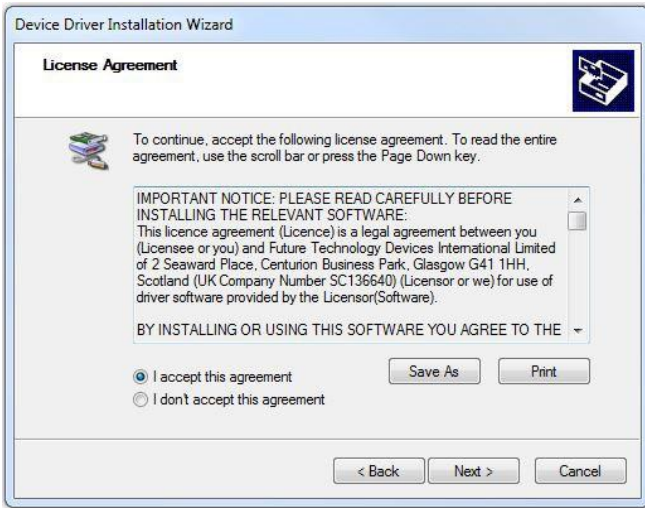 Device Driver Installation Wizard
License Agreement
To continue, accept the following license agreement. To read the entire
agreement, use the scroll bar or press the Page Down key.
IMPORTANT NOTICE: PLEASE READ CAREFULLY BEFORE
INSTALLING THE RELEVANT SOFTWARE:
This licence agreement (Licence) is a legal agreement between you
(Licensee or you) and Future Technology Devices International Limited
of 2 Seaward Place, Centurion Business Park, Glasgow G41 1HH,
Scotland (UK Company Number SC136640) (Licensor or we) for use of
driver software provided by the Licensor(Software).
BY INSTALLING OR USING THIS SOFTWARE YOU AGREE TO THE
I accept this agreement
Save As
Print
I don't accept this agreement
< Back
Next >
Cancel